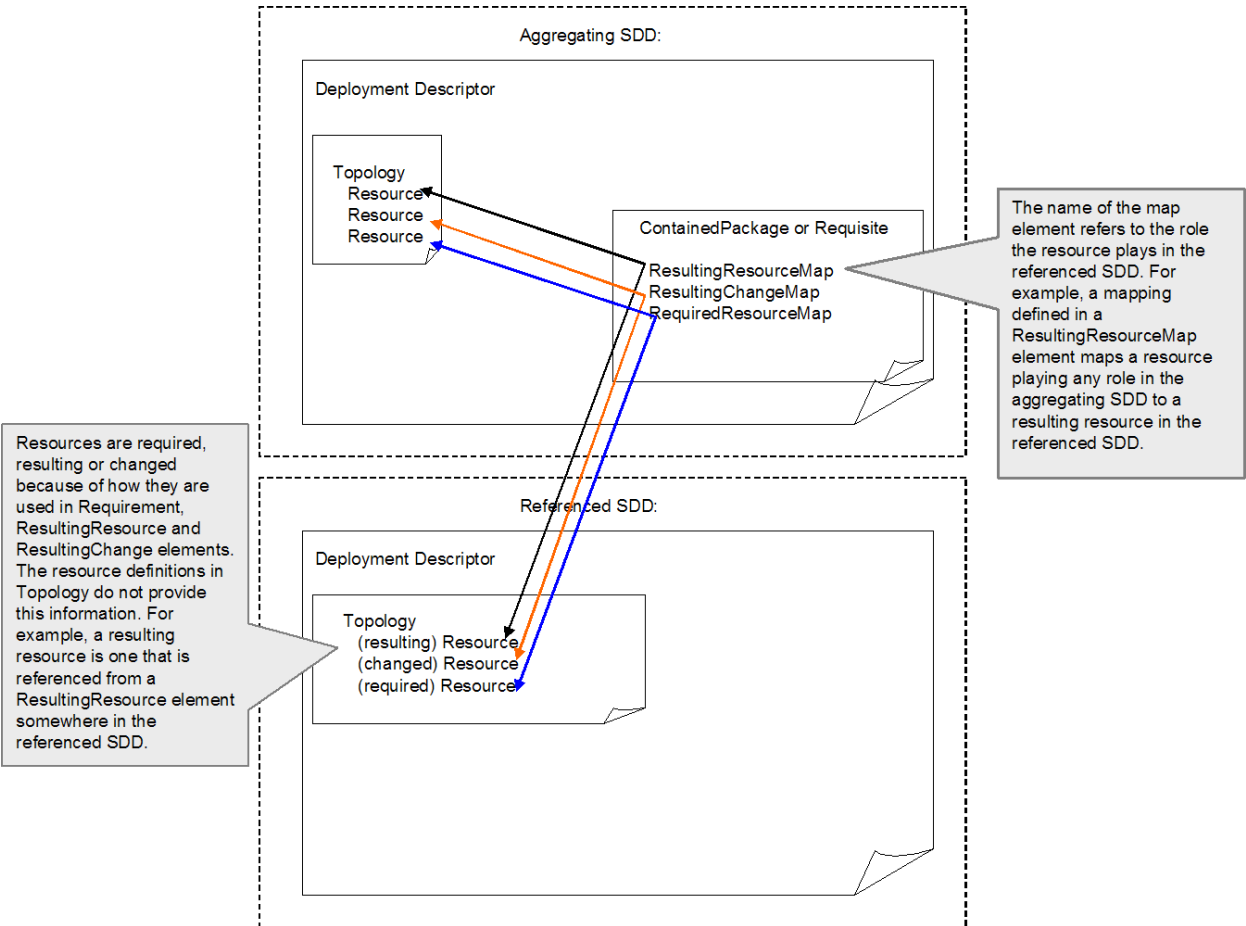 Aggregating SDD:
Deployment Descriptor
Topology
Resource
Resource
Resource
ContainedPackage or Requisite
ResultingResourceMap
ResultingChangeMap
RequiredResourceMap
The name of the map
element refers to the role
the resource plays in the
referenced SDD. For
example, a mapping
defined in a
ResultingResourceMap
element maps a resource
playing any role in the
aggregating SDD to a
resulting resource in the
referenced SDD.
Resources are required,
resulting or changed
because of how they are
used in Requirement,
ResultingResource and
ResultingChange elements.
The resource definitions in
Topology do not provide
this information. For
example, a resulting
resource is one that is
referenced from a
ResultingResource element
somewhere in the
referenced SDD.
Referenced SDD:
Deployment Descriptor
Topology
(resulting) Resource
(changed) Resource
(required) Resource